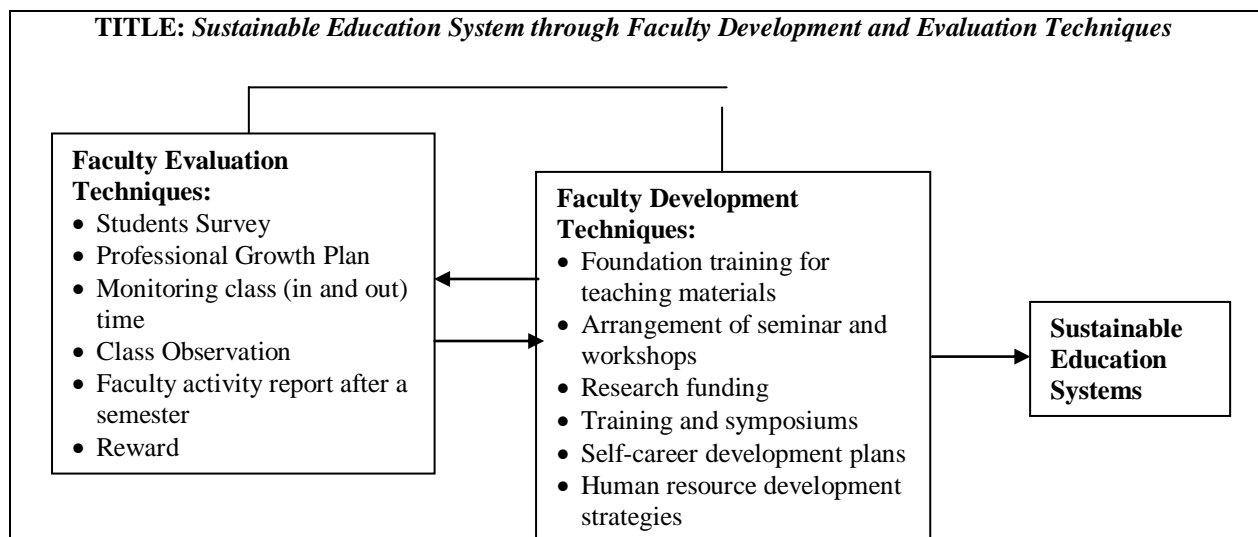 TITLE: Sustainable Education System through Faculty Development and Evaluation Techniques
Faculty Evaluation
Techniques:
• Students Survey
• Professional Growth Plan
• Monitoring class (in and out)
time
• Class Observation
• Faculty activity report after a
semester
• Reward
Faculty Development
Techniques:
• Foundation training for
teaching materials
• Arrangement of seminar and
workshops
• Research funding
• Training and symposiums
• Self-career development plans
• Human resource development
strategies
Sustainable
Education
Systems